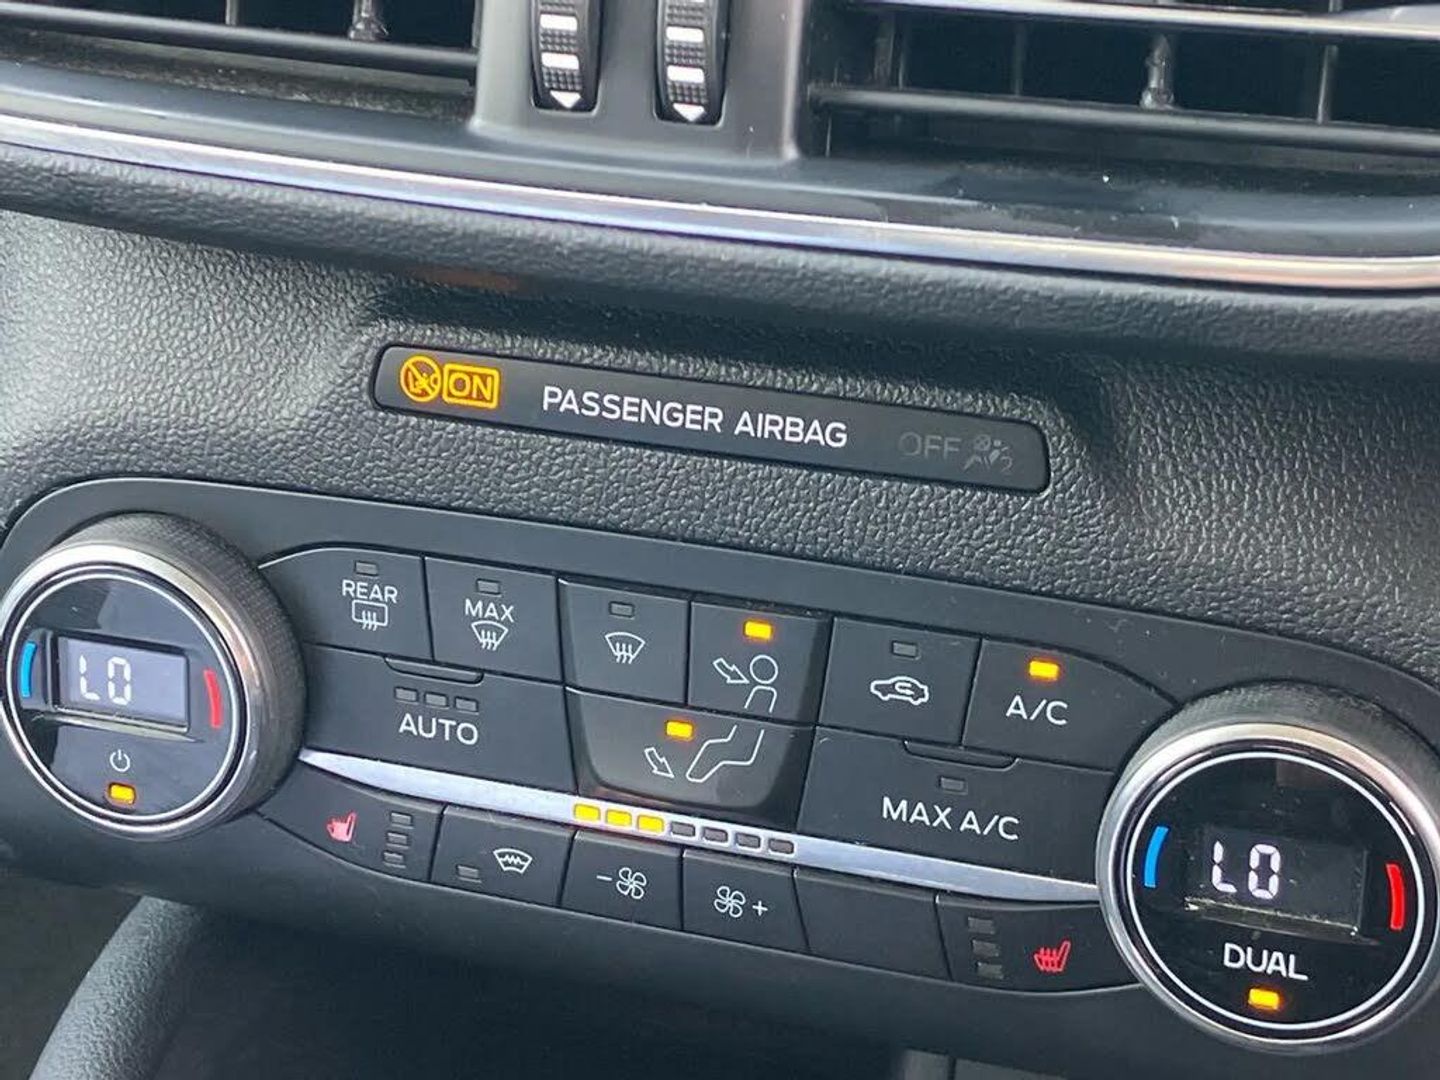 ON PASSENGER AIRBAG OFF
REAR
MAX
A/C
AUTO
MAX A/C
LO
LO
DUAL